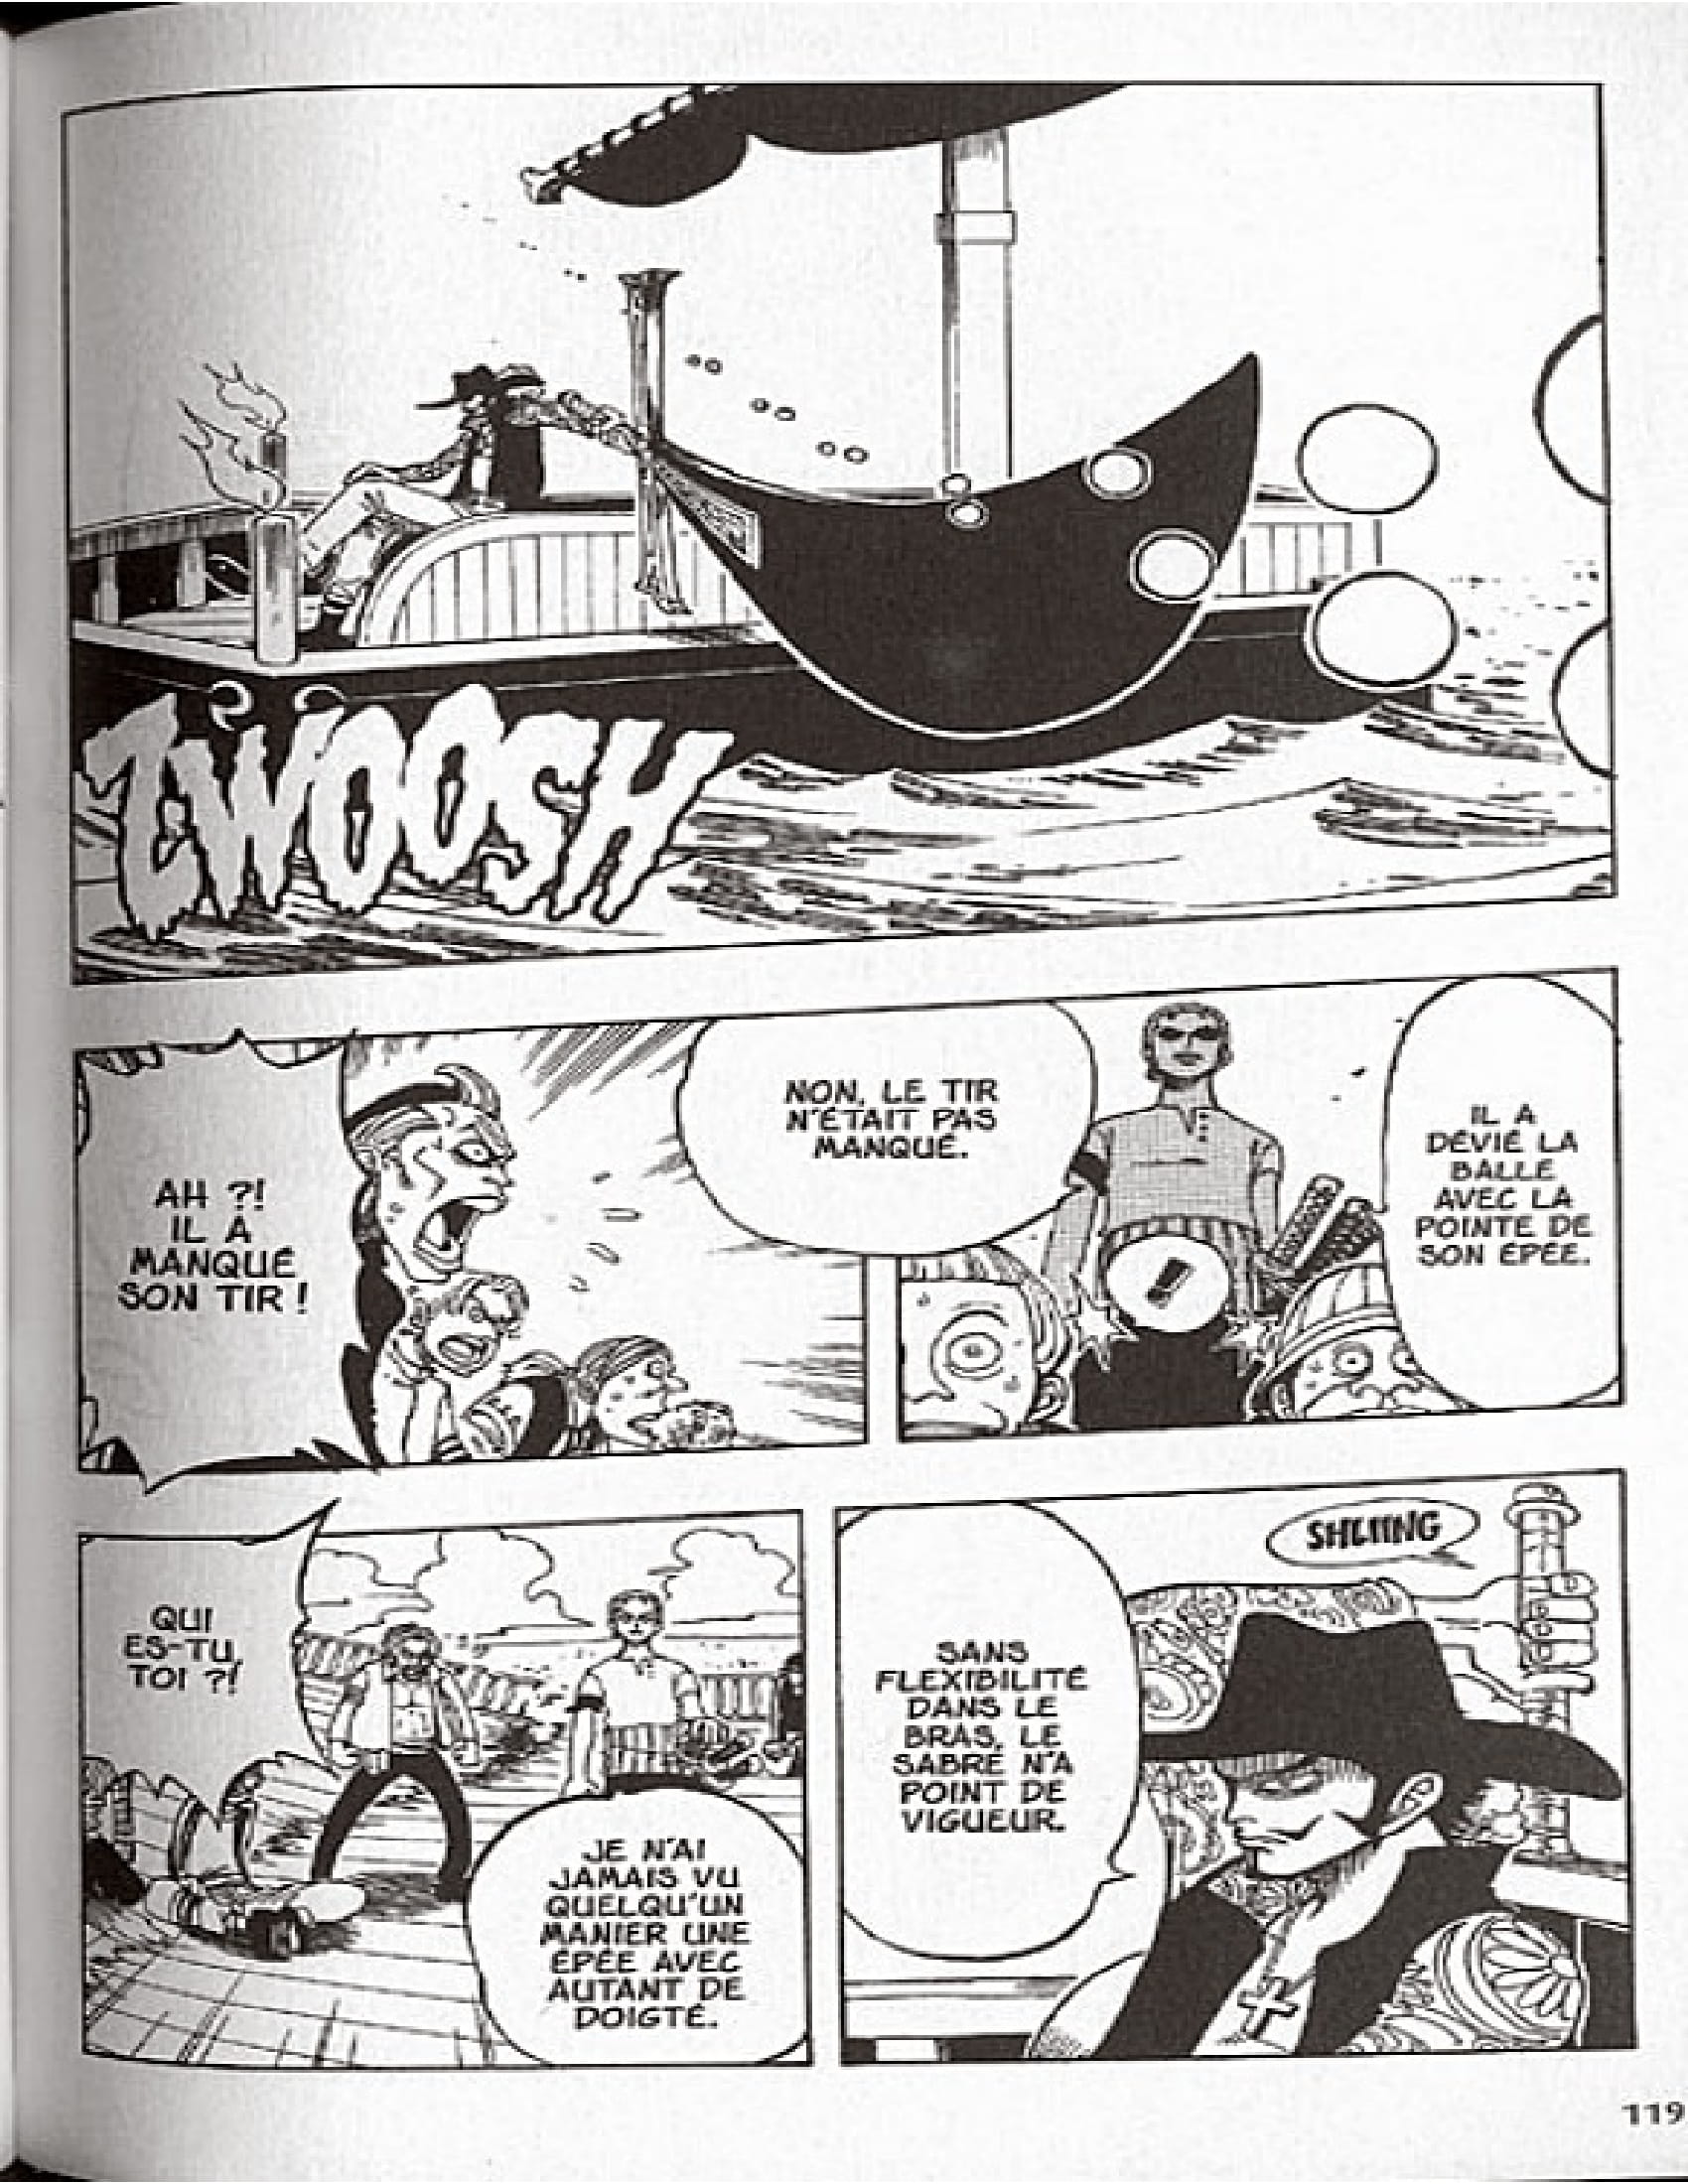 ZWOOSH
AH ?!
IL A
MANQUÉ
SON TIR !
NON, LE TIR
N'ÉTAIT PAS
MANQUÉ.
IL A
DÉVIÉ LA
BALLE
AVEC LA
POINTE DE
SON ÉPÉE.
QUI
ES-TU,
TOI ?!
JE N'AI
JAMAIS VU
QUELQU'UN
MANIER UNE
ÉPÉE AVEC
AUTANT DE
DOIGTÉ.
SANS
FLEXIBILITÉ
DANS LE
BRAS, LE
SABRE N'A
POINT DE
VIGUEUR.
SHLIING
119